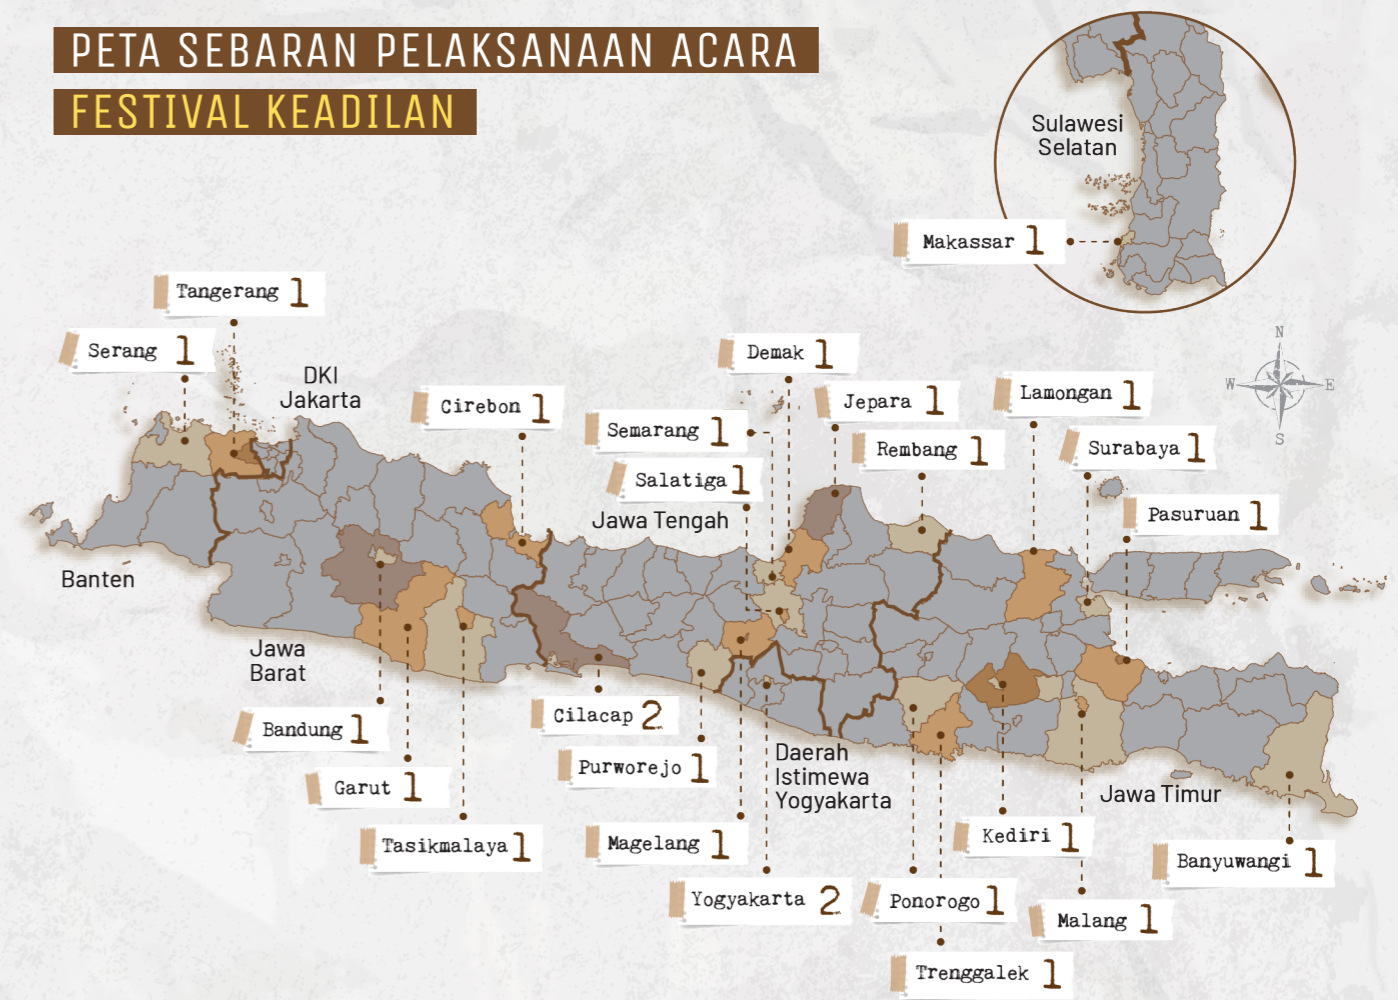 PETA SEBARAN PELAKSANAAN ACARA
FESTIVAL KEADILAN
Sulawesi
Selatan
Makassar 1
Tangerang 1
Serang 1
DKI
Jakarta
Cirebon 1
Demak 1
Jepara 1
Lamongan 1
Semarang 1
Rembang 1
Surabaya 1
Salatiga 1
Jawa Tengah
Pasuruan 1
N
W
E
S
Banten
Jawa
Barat
Bandung 1
Garut 1
Tasikmalaya 1
Cilacap 2
Purworejo 1
Magelang 1
Yogyakarta 2
Daerah
Istimewa
Yogyakarta
Jawa Timur
Kediri 1
Ponorogo 1
Trenggalek 1
Malang 1
Banyuwangi 1